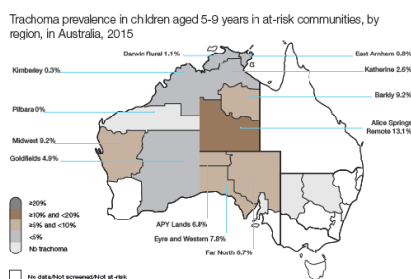 Trachoma prevalence in children aged 5-9 years in at-risk communities, by
region, in Australia, 2015
Darwin Rural 1.1%
East Arnhem 0.8%
Kimberley 0.3%
Katherine 2.6%
Barkly 9.2%
Pilbara 0%
Alice Springs
Remote 13.1%
Midwest 9.2%
Goldfields 4.9%
≥20%
≥10% and <20%
≥5% and <10%
<5%
No trachoma
APY Lands 6.8%
Eyre and Western 7.8%
Far North 0.7%
No data/Not screened/Not at-risk